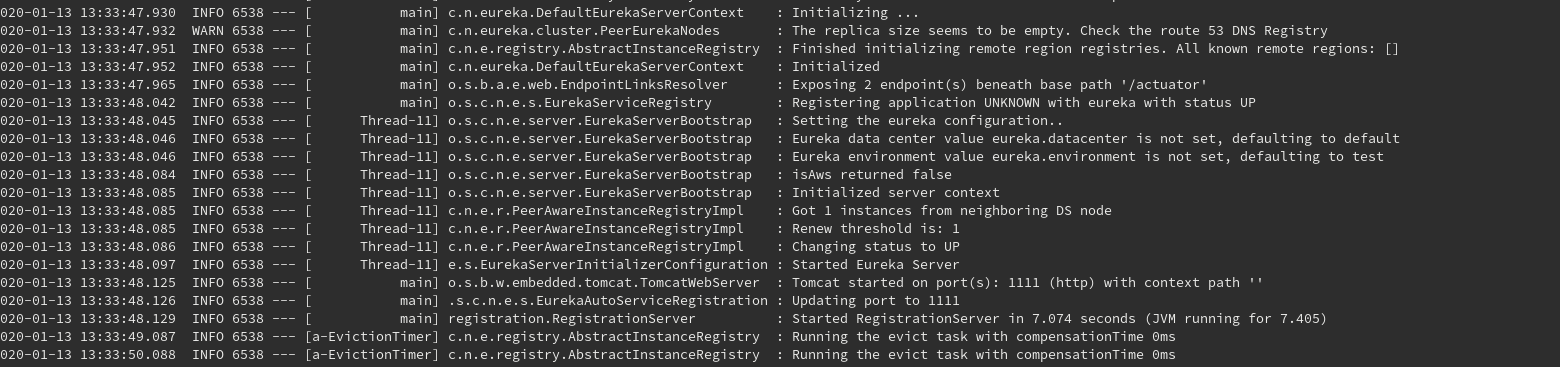 020-01-13 13:33:47.930  INFO 6538 --- [           main] c.n.eureka.DefaultEurekaServerContext    : Initializing ...
020-01-13 13:33:47.932  WARN 6538 --- [           main] c.n.eureka.cluster.PeerEurekaNodes       : The replica size seems to be empty. Check the route 53 DNS Registry
020-01-13 13:33:47.951  INFO 6538 --- [           main] c.n.e.registry.AbstractInstanceRegistry  : Finished initializing remote region registries. All known remote regions: []
020-01-13 13:33:47.952  INFO 6538 --- [           main] c.n.eureka.DefaultEurekaServerContext    : Initialized
020-01-13 13:33:47.965  INFO 6538 --- [           main] o.s.b.a.e.web.EndpointLinksResolver      : Exposing 2 endpoint(s) beneath base path '/actuator'
020-01-13 13:33:48.042  INFO 6538 --- [           main] o.s.c.n.e.s.EurekaServiceRegistry        : Registering application UNKNOWN with eureka with status UP
020-01-13 13:33:48.045  INFO 6538 --- [      Thread-11] o.s.c.n.e.server.EurekaServerBootstrap   : Setting the eureka configuration..
020-01-13 13:33:48.046  INFO 6538 --- [      Thread-11] o.s.c.n.e.server.EurekaServerBootstrap   : Eureka data center value eureka.datacenter is not set, defaulting to default
020-01-13 13:33:48.046  INFO 6538 --- [      Thread-11] o.s.c.n.e.server.EurekaServerBootstrap   : Eureka environment value eureka.environment is not set, defaulting to test
020-01-13 13:33:48.084  INFO 6538 --- [      Thread-11] o.s.c.n.e.server.EurekaServerBootstrap   : isAws returned false
020-01-13 13:33:48.085  INFO 6538 --- [      Thread-11] o.s.c.n.e.server.EurekaServerBootstrap   : Initialized server context
020-01-13 13:33:48.085  INFO 6538 --- [      Thread-11] c.n.e.r.PeerAwareInstanceRegistryImpl    : Got 1 instances from neighboring DS node
020-01-13 13:33:48.085  INFO 6538 --- [      Thread-11] c.n.e.r.PeerAwareInstanceRegistryImpl    : Renew threshold is: 1
020-01-13 13:33:48.086  INFO 6538 --- [      Thread-11] c.n.e.r.PeerAwareInstanceRegistryImpl    : Changing status to UP
020-01-13 13:33:48.097  INFO 6538 --- [      Thread-11] e.s.EurekaServerInitializerConfiguration : Started Eureka Server
020-01-13 13:33:48.125  INFO 6538 --- [           main] o.s.b.w.embedded.tomcat.TomcatWebServer  : Tomcat started on port(s): 1111 (http) with context path ''
020-01-13 13:33:48.126  INFO 6538 --- [           main] .s.c.n.e.s.EurekaAutoServiceRegistration : Updating port to 1111
020-01-13 13:33:48.129  INFO 6538 --- [           main] registration.RegistrationServer          : Started RegistrationServer in 7.074 seconds (JVM running for 7.405)
020-01-13 13:33:49.087  INFO 6538 --- [a-EvictionTimer] c.n.e.registry.AbstractInstanceRegistry  : Running the evict task with compensationTime 0ms
020-01-13 13:33:50.088  INFO 6538 --- [a-EvictionTimer] c.n.e.registry.AbstractInstanceRegistry  : Running the evict task with compensationTime 0ms